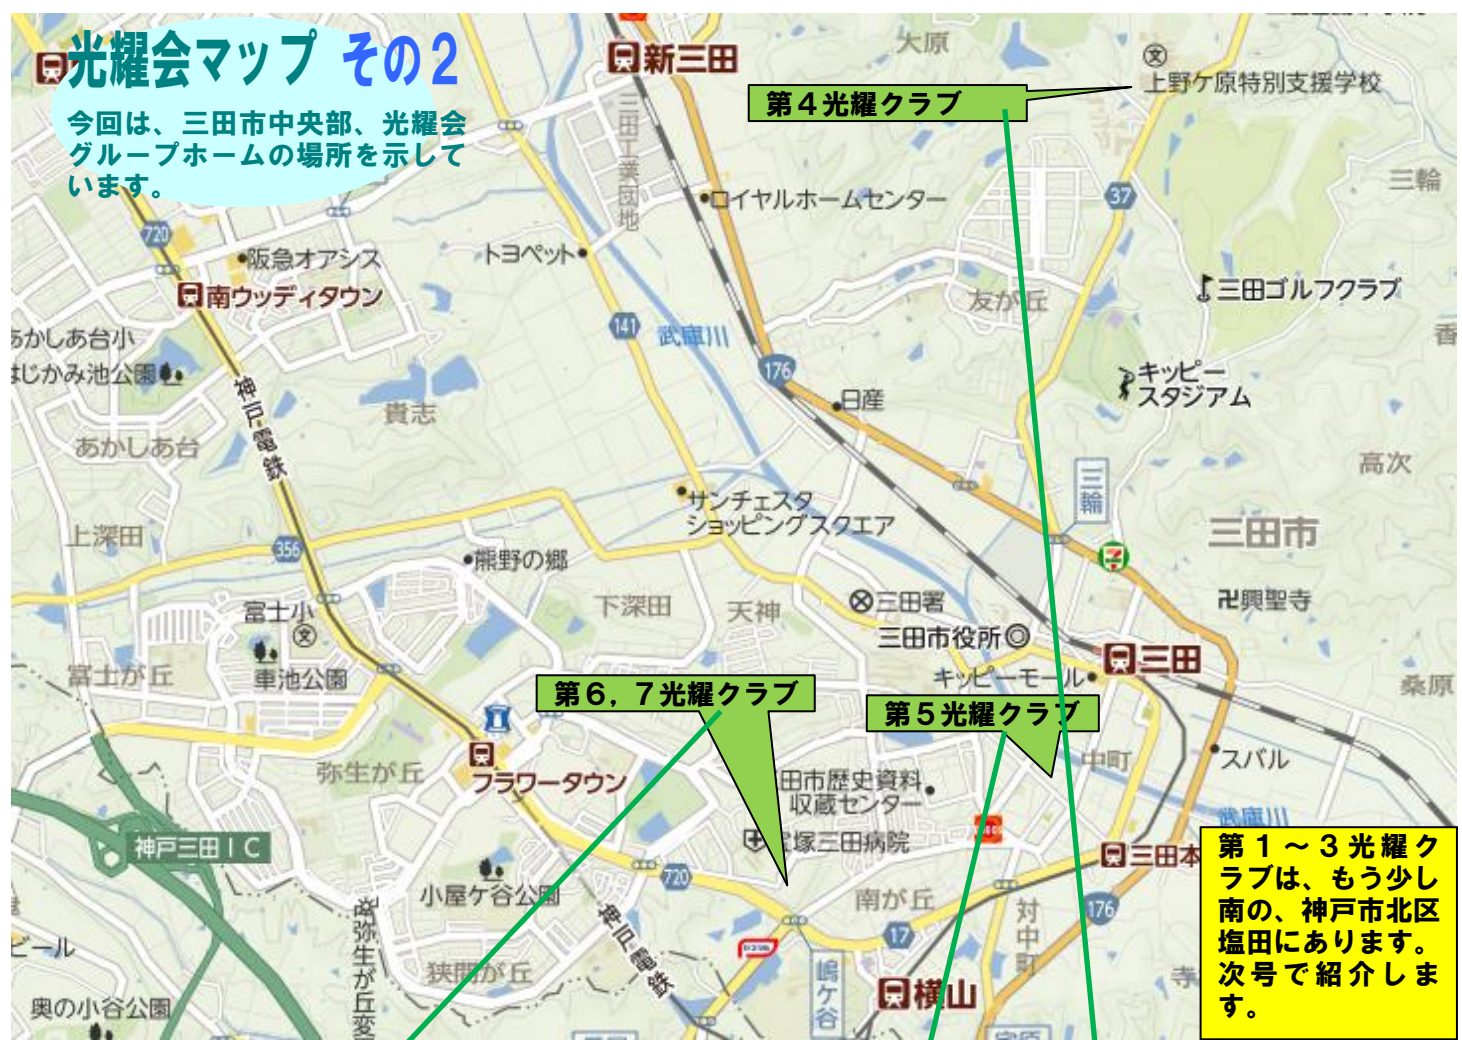 光耀会マップ その２
今回は、三田市中央部、光耀会
グループホームの場所を示して
います。
新三田
大原
上野ケ原特別支援学校
第４光耀クラブ
三田工業団地
ロイヤルホームセンター
37
三輪
720
阪急オアシス
トヨペット
南ウッディタウン
友が丘
三田ゴルフクラブ
141
武庫川
あかしあ台小
はじかみ池公園
176
キッピー
スタジアム
神戸電鉄
貴志
日産
あかしあ台
高次
三輪
サンチェスタ
ショッピングスクエア
上深田
三田市
356
熊野の郷
富士小
下深田
天神
三田署
興聖寺
三田市役所
三田
富士が丘
車池公園
キッピーモール
桑原
第６，７光耀クラブ
第５光耀クラブ
弥生が丘
フラワータウン
中町
スバル
田市歴史資料
収蔵センター
武庫川
神戸三田ＩＣ
宝塚三田病院
三田本
第１～３光耀ク
ラブは、もう少し
南の、神戸市北区
塩田にあります。
次号で紹介しま
す。
小屋ケ谷公園
720
南が丘
対中町
176
17
ビール
弥生が丘変
狭間が丘
神戸電鉄
嶋ケ谷
横山
寺
奥の小谷公園